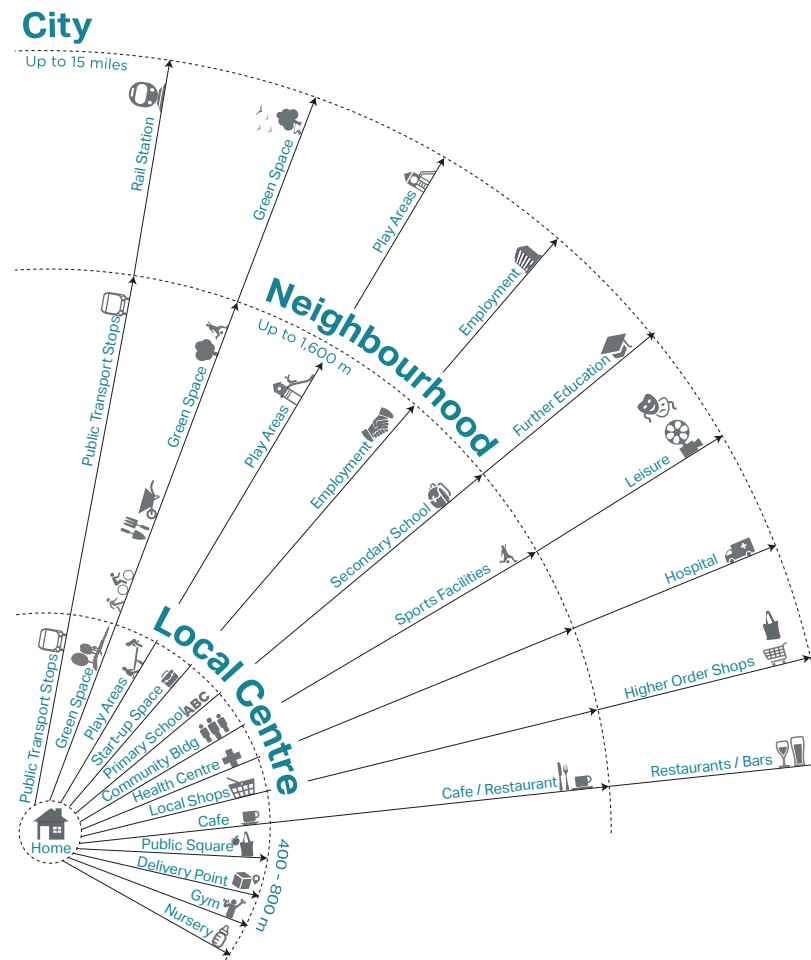 City
Up to 15 miles
Rail Station
Green Space
Play Areas
Employment
Further Education
Leisure
Hospital
Higher Order Shops
Restaurants / Bars
Neighbourhood
Up to 1,600 m
Public Transport Stops
Green Space
Play Areas
Employment
Secondary School
Sports Facilities
Cafe / Restaurant
Local Centre
400 - 800 m
Public Transport Stops
Green Space
Play Areas
Start-up Space
Primary School
ABC
Community Bldg
Health Centre
Local Shops
Cafe
Public Square
Delivery Point
Gym
Nursery
Home